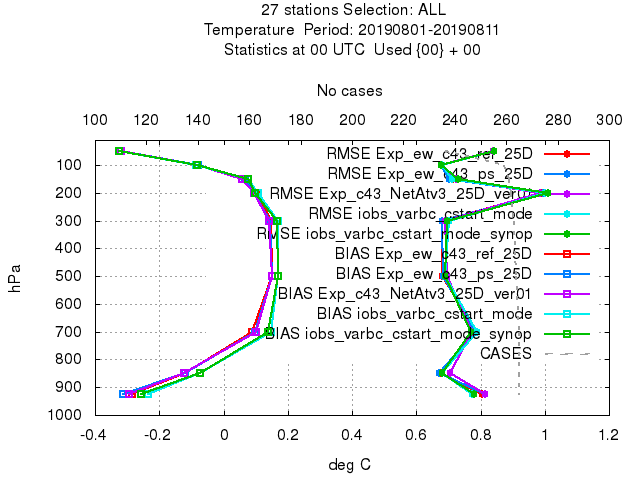 27 stations Selection: ALL
Temperature Period: 20190801-20190811
Statistics at 00 UTC Used {00} + 00
No cases
100 120 140 160 180 200 220 240 260 280 300
RMSE Exp_ew_c43_ref_25D
RMSE Exp_ew_c43_ps_25D
RMSE Exp_c43_NetAtv3_25D_ver01
RMSE iobs_varbc_cstart_mode
RMSE iobs_varbc_cstart_mode_synop
BIAS Exp_ew_c43_ref_25D
BIAS Exp_ew_c43_ps_25D
BIAS Exp_c43_NetAtv3_25D_ver01
BIAS iobs_varbc_cstart_mode
BIAS iobs_varbc_cstart_mode_synop
CASES
100
200
300
400
500
600
700
800
900
1000
hPa
-0.4 -0.2 0 0.2 0.4 0.6 0.8 1 1.2
deg C